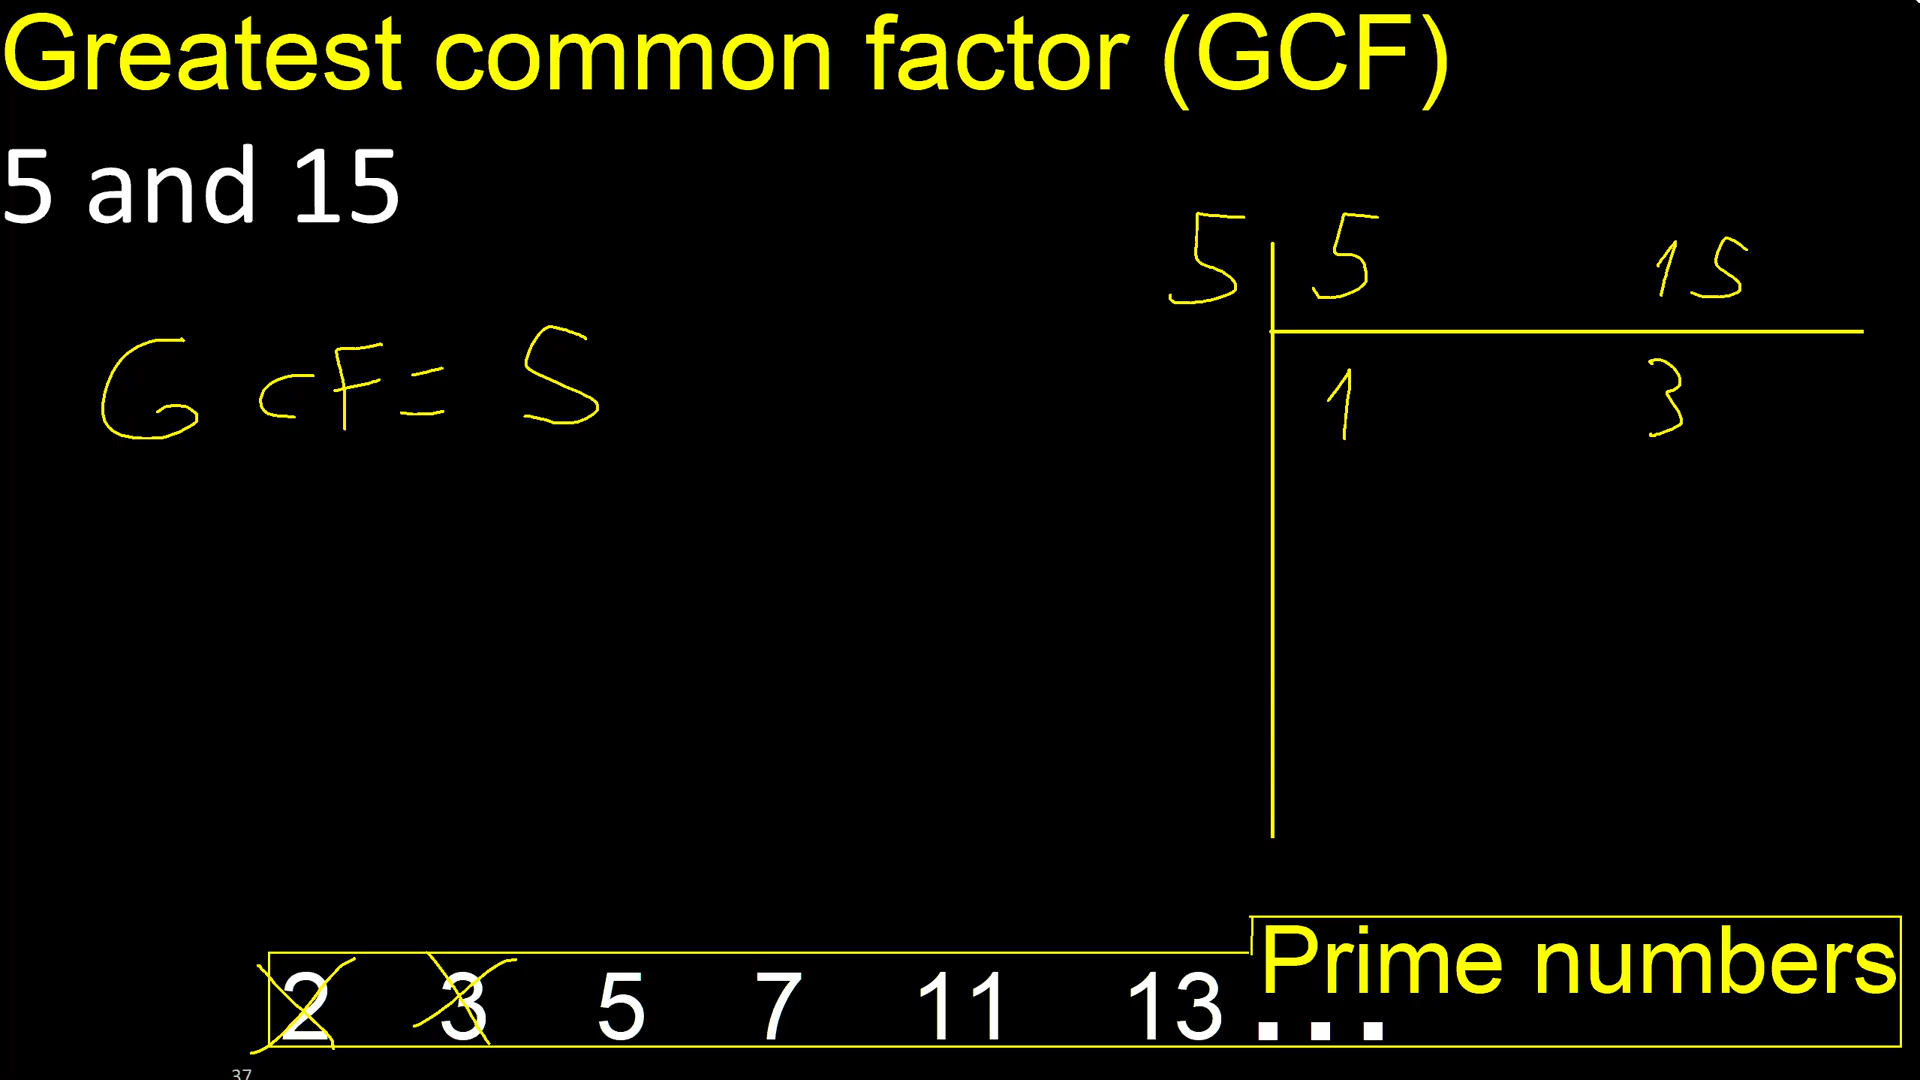 Greatest common factor (GCF)
5 and 15
5 5 15
GCF= 5
1 3
Prime numbers
2 3 5 7 11 13 ...
37